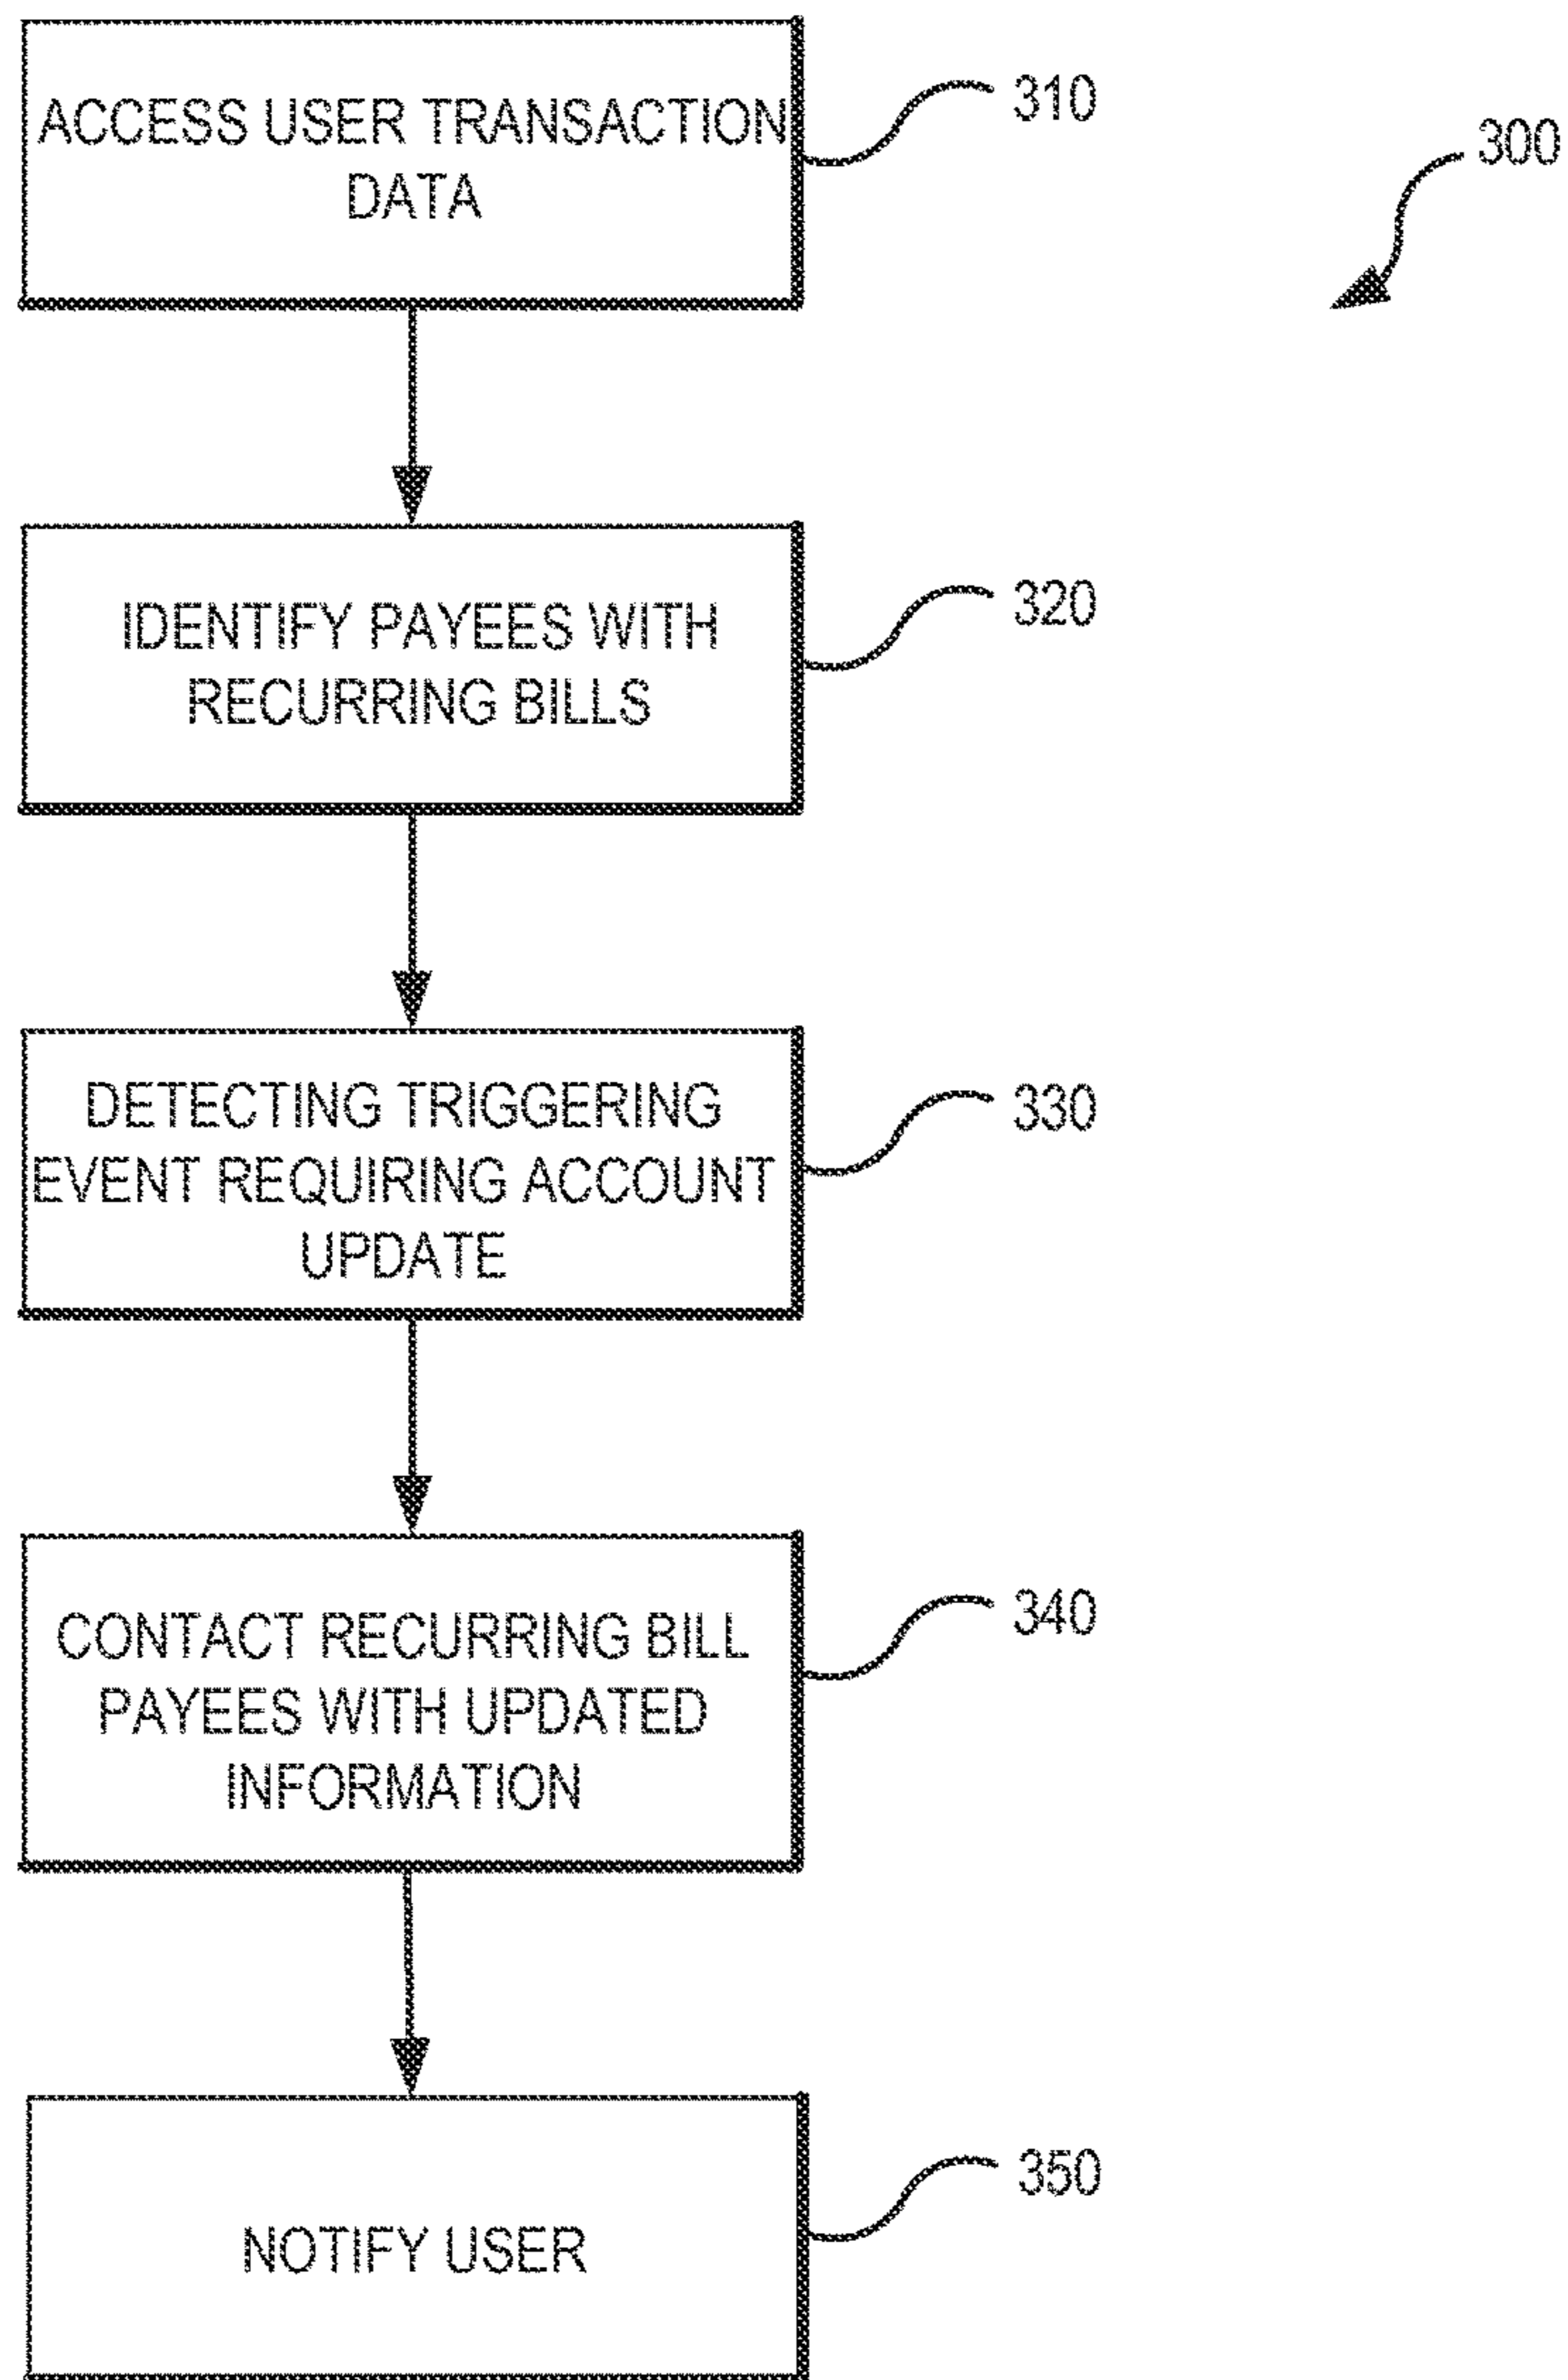 ACCESS USER TRANSACTION
DATA
310
300
IDENTIFY PAYEES WITH
RECURRING BILLS
320
DETECTING TRIGGERING
EVENT REQUIRING ACCOUNT
UPDATE
330
CONTACT RECURRING BILL
PAYEES WITH UPDATED
INFORMATION
340
NOTIFY USER
350